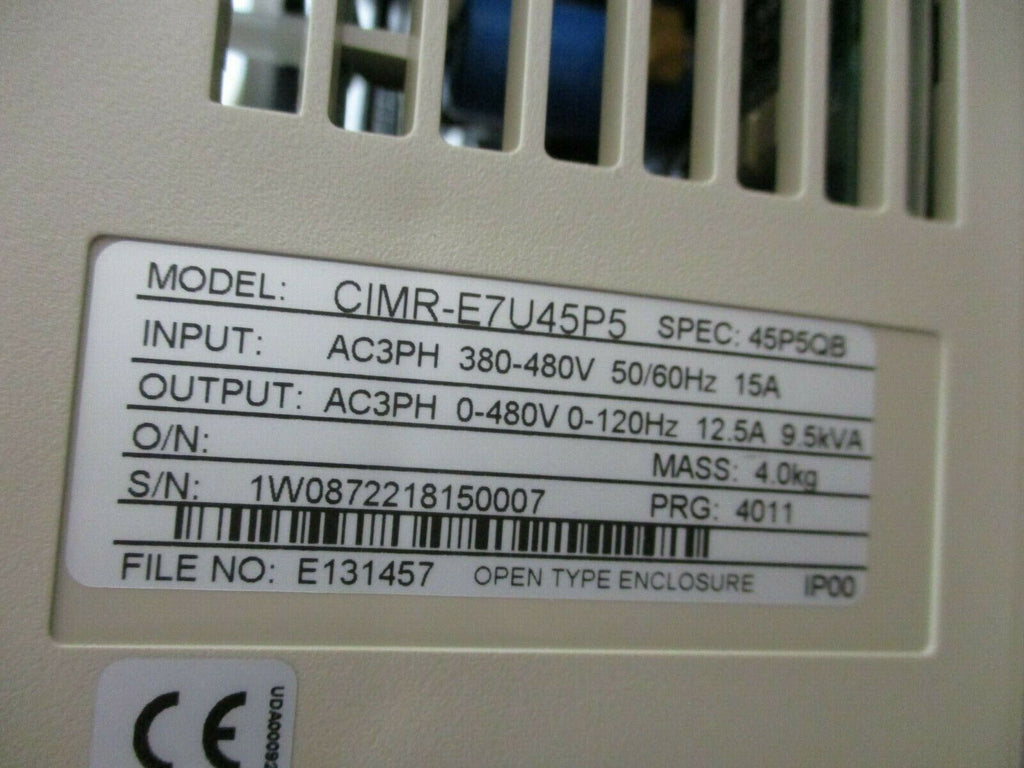 MODEL: CIMR-E7U45P5 SPEC: 45P5QB
INPUT: AC3PH 380-480V 50/60Hz 15A
OUTPUT: AC3PH 0-480V 0-120Hz 12.5A 9.5kVA
O/N: MASS: 4.0kg
S/N: 1W0872218150007 PRG: 4011
FILE NO: E131457 OPEN TYPE ENCLOSURE IP00
CE